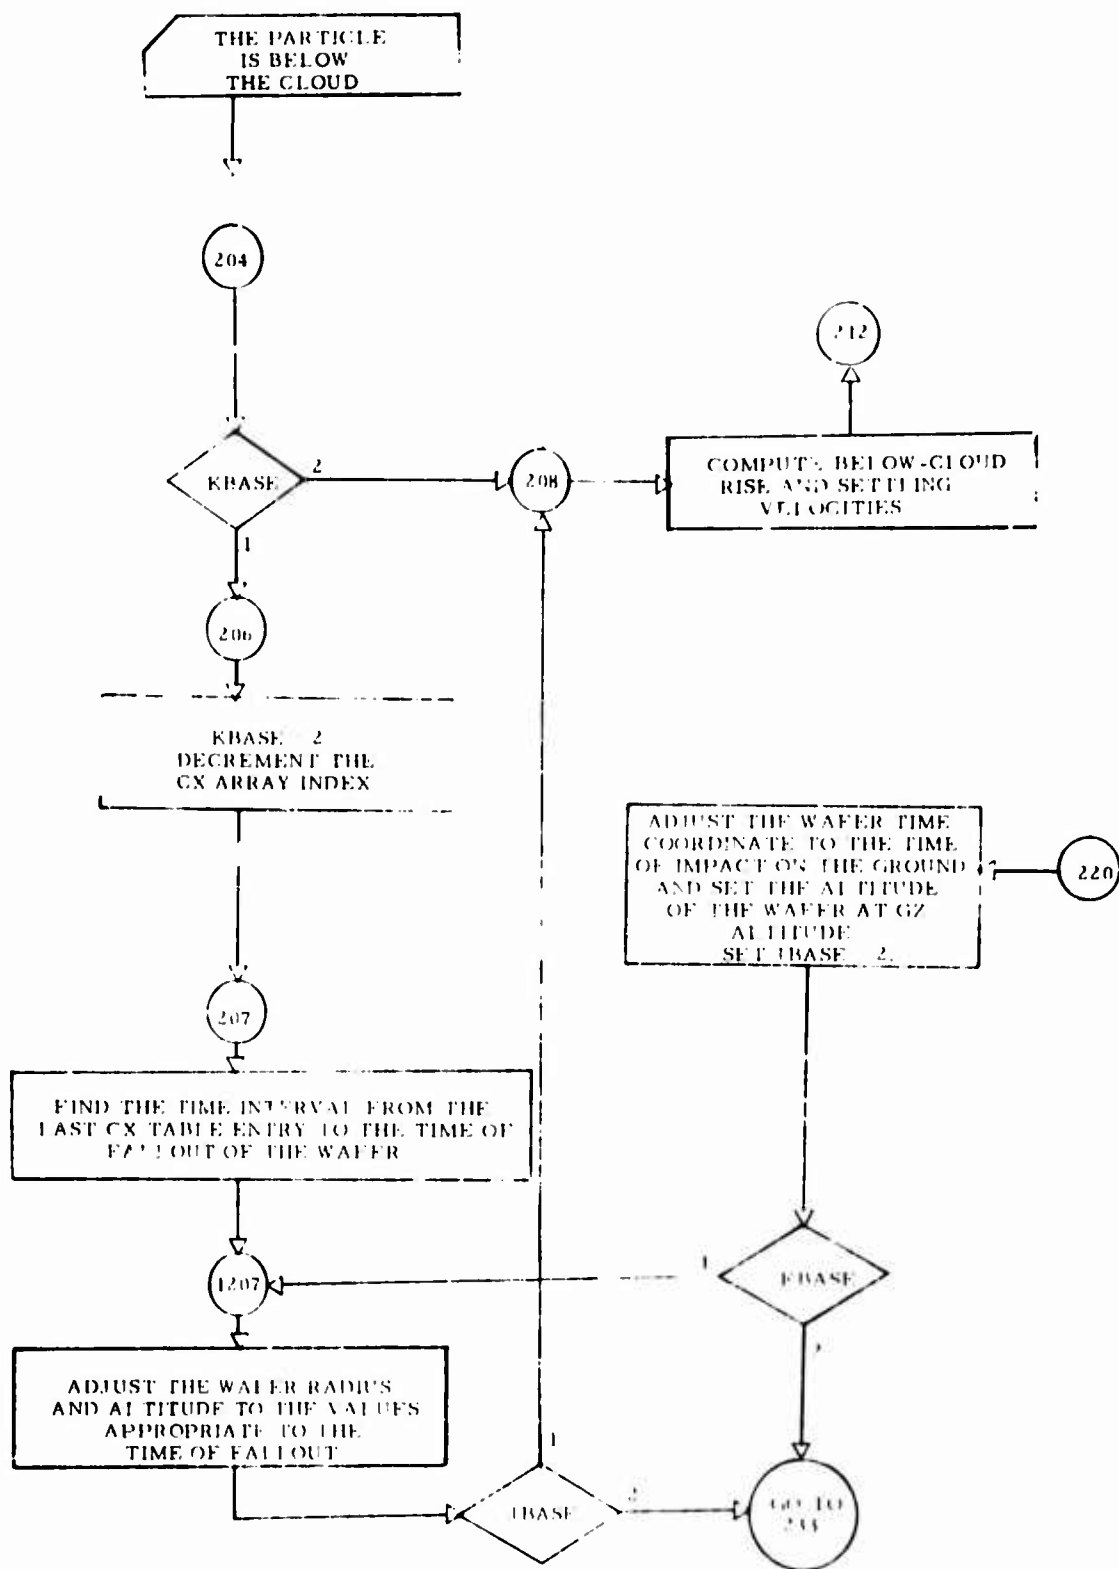 THE PARTICLE
IS BELOW
THE CLOUD
204
212
KBASE
2
1
208
COMPUTE BELOW-CLOUD
RISE AND SETTLING
VELOCITIES
206
KBASE 2
DECREMENT THE
CX ARRAY INDEX
ADJUST THE WAFER TIME
COORDINATE TO THE TIME
OF IMPACT ON THE GROUND
AND SET THE ALTITUDE
OF THE WAFER AT GZ
ALTITUDE
SET IBASE 2.
220
207
FIND THE TIME INTERVAL FROM THE
LAST CX TABLE ENTRY TO THE TIME OF
FALLOUT OF THE WAFER
1207
1
KBASE
2
ADJUST THE WAFER RADIUS
AND ALTITUDE TO THE VALUES
APPROPRIATE TO THE
TIME OF FALLOUT
1
IBASE
2
GO TO